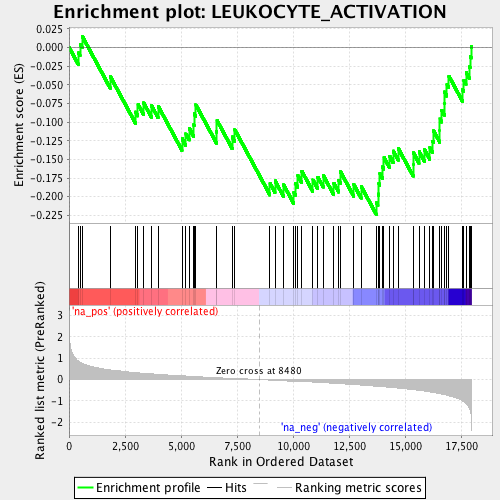 Enrichment plot: LEUKOCYTE_ACTIVATION
Enrichment score (ES)
0.025
0.000
-0.025
-0.050
-0.075
-0.100
-0.125
-0.150
-0.175
-0.200
-0.225
'na_pos' (positively correlated)
Ranked list metric (PreRanked)
3
2
1
0
-1
-2
Zero cross at 8480
'na_neg' (negatively correlated)
0
2,500
5,000
7,500
10,000
12,500
15,000
17,500
Rank in Ordered Dataset
Enrichment profile
Hits
Ranking metric scores